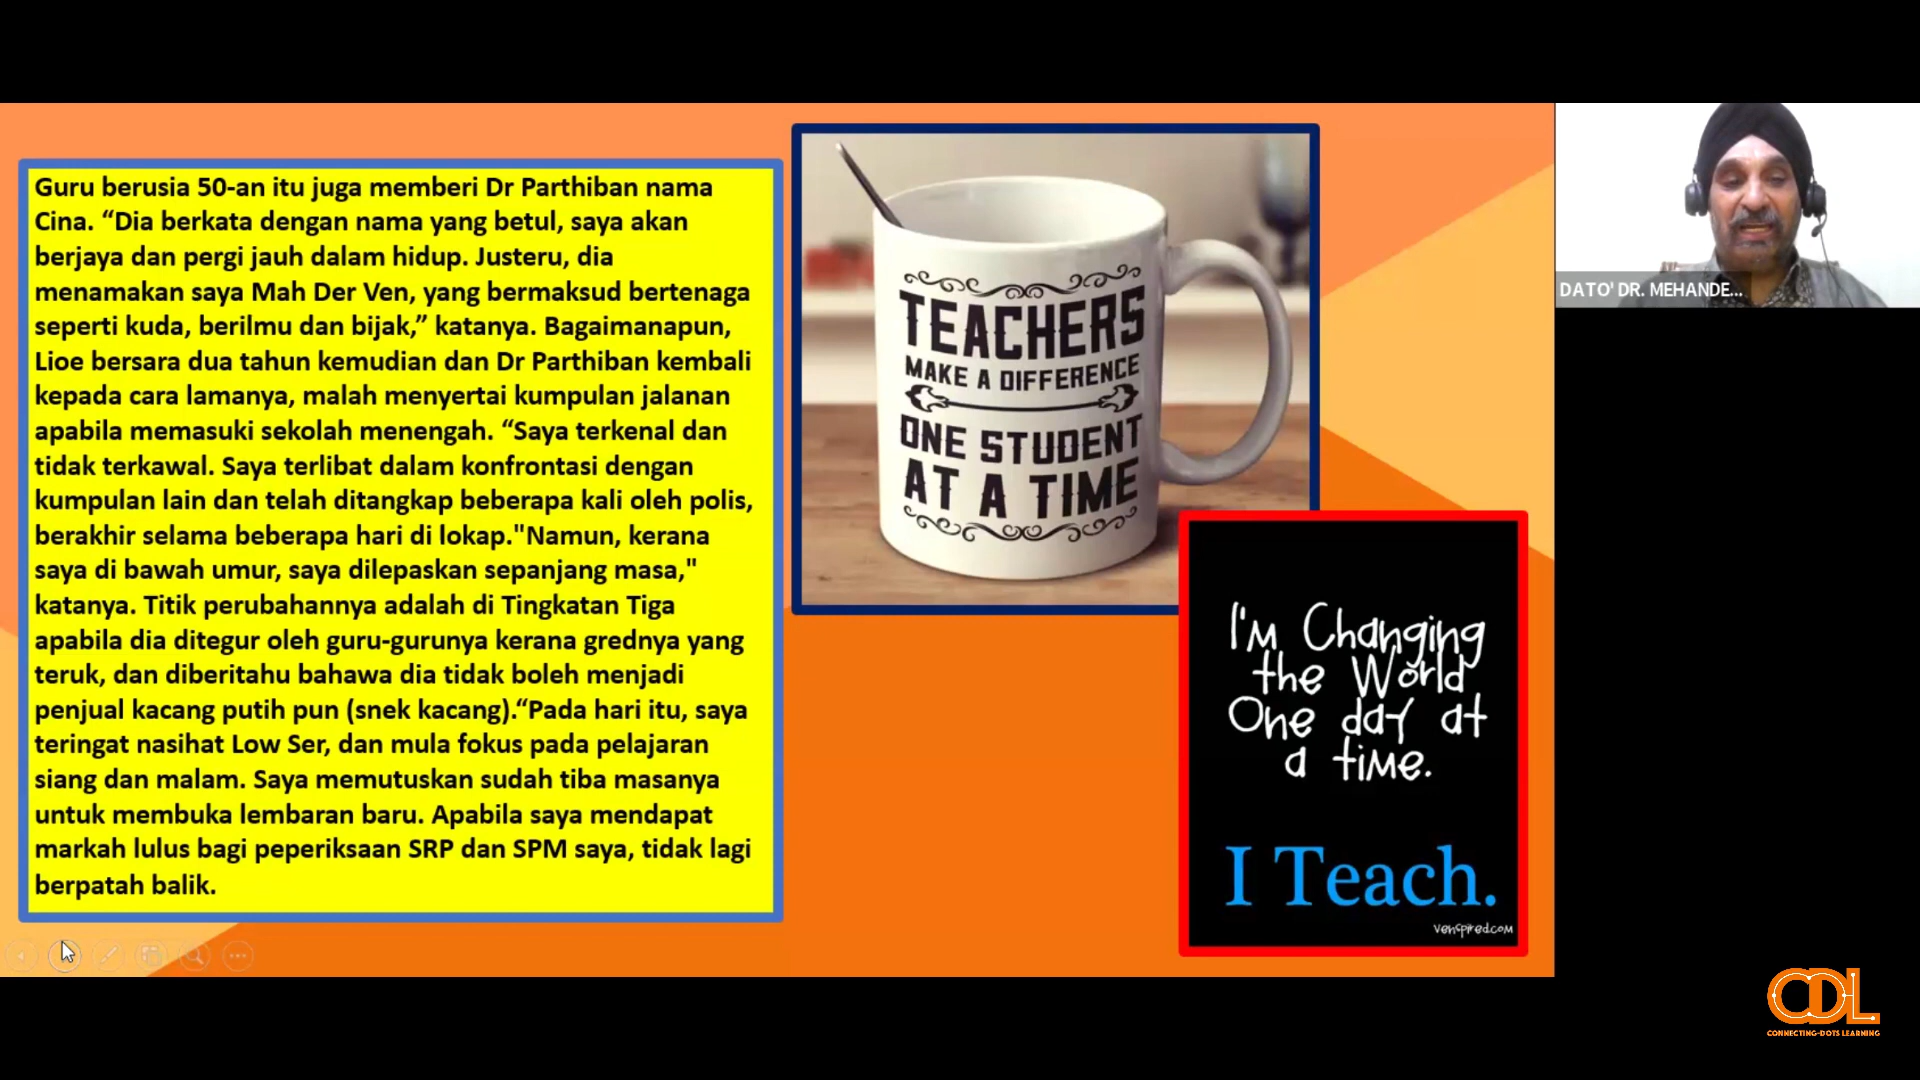 Guru berusia 50-an itu juga memberi Dr Parthiban nama
Cina. “Dia berkata dengan nama yang betul, saya akan
berjaya dan pergi jauh dalam hidup. Justeru, dia
menamakan saya Mah Der Ven, yang bermaksud bertenaga
seperti kuda, berilmu dan bijak,” katanya. Bagaimanapun,
Lioe bersara dua tahun kemudian dan Dr Parthiban kembali
kepada cara lamanya, malah menyertai kumpulan jalanan
apabila memasuki sekolah menengah. “Saya terkenal dan
tidak terkawal. Saya terlibat dalam konfrontasi dengan
kumpulan lain dan telah ditangkap beberapa kali oleh polis,
berakhir selama beberapa hari di lokap."Namun, kerana
saya di bawah umur, saya dilepaskan sepanjang masa,"
katanya. Titik perubahannya adalah di Tingkatan Tiga
apabila dia ditegur oleh guru-gurunya kerana grednya yang
teruk, dan diberitahu bahawa dia tidak boleh menjadi
penjual kacang putih pun (snek kacang).“Pada hari itu, saya
teringat nasihat Low Ser, dan mula fokus pada pelajaran
siang dan malam. Saya memutuskan sudah tiba masanya
untuk membuka lembaran baru. Apabila saya mendapat
markah lulus bagi peperiksaan SRP dan SPM saya, tidak lagi
berpatah balik.
TEACHERS
MAKE A DIFFERENCE
ONE STUDENT
AT A TIME
I'm Changing
the World
One day at
a time.
I Teach.
venspired.com
DATO' DR. MEHANDE...
CDL
CONNECTING-DOTS LEARNING